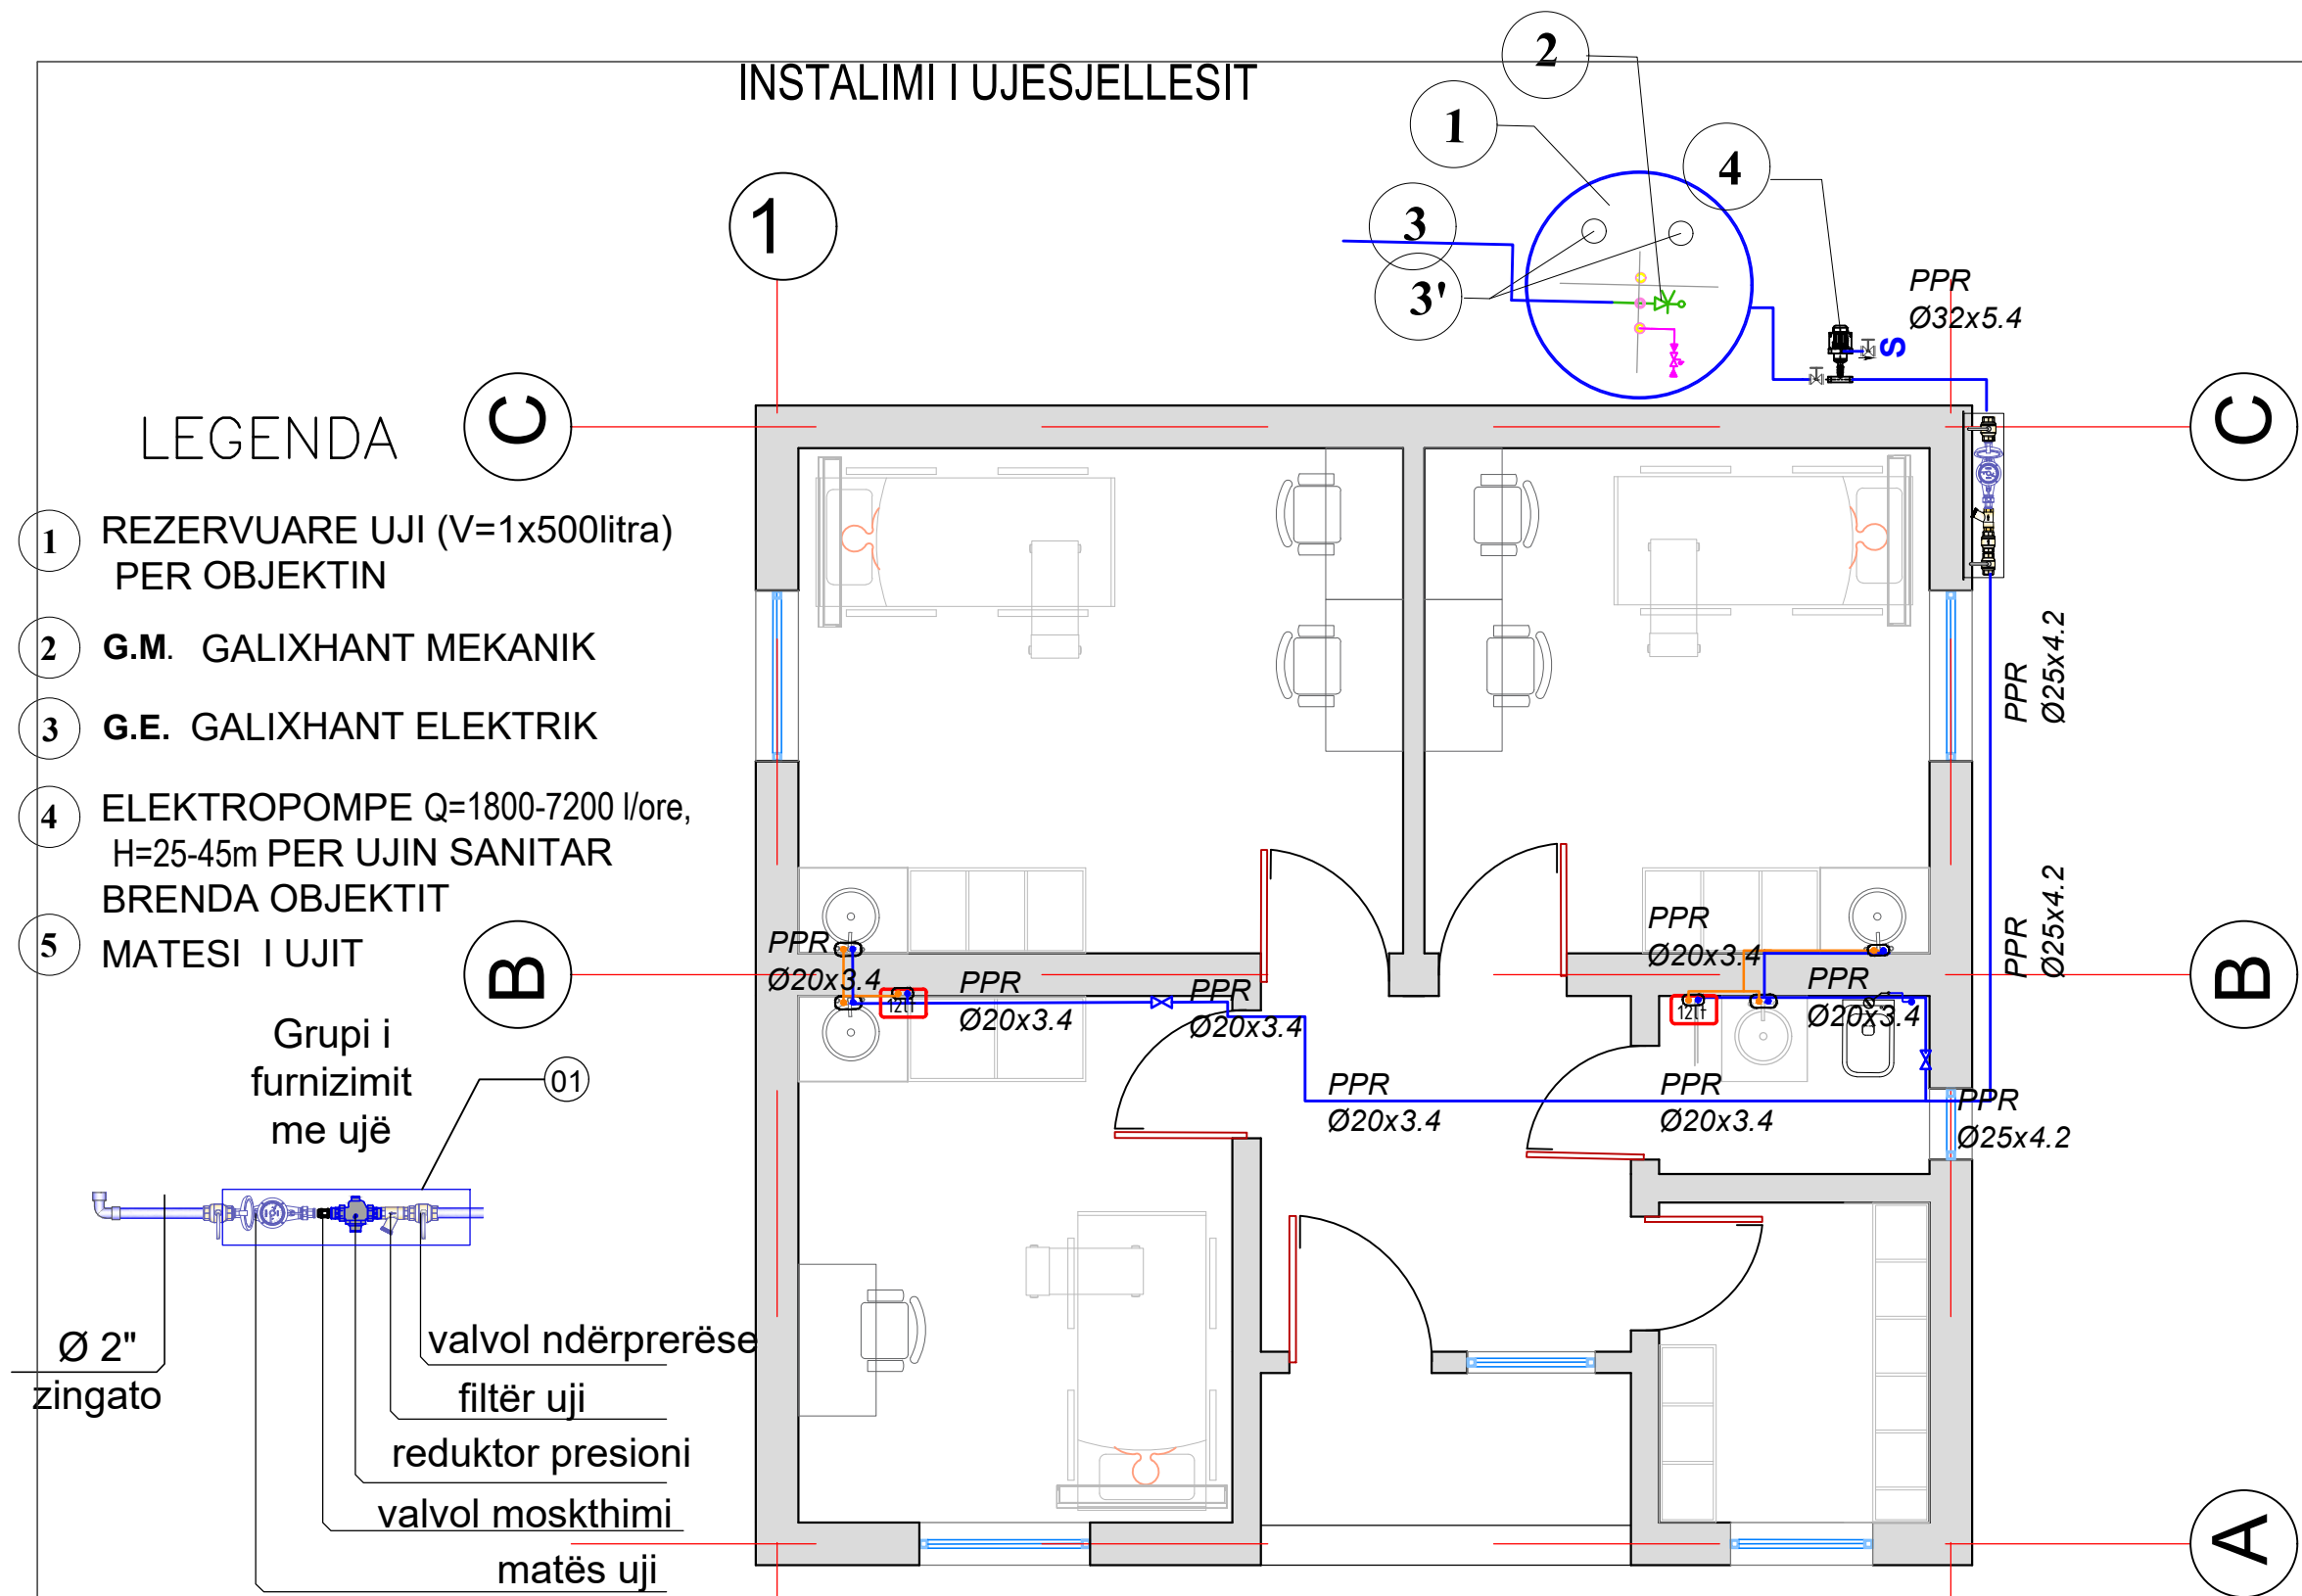 INSTALIMI I UJESJELLESIT
2
1
4
3
3'
1
PPR
Ø32x5.4
S
C
C
LEGENDA
1 REZERVUARE UJI (V=1x500litra)
PER OBJEKTIN
2 G.M. GALIXHANT MEKANIK
3 G.E. GALIXHANT ELEKTRIK
4 ELEKTROPOMPE Q=1800-7200 l/ore,
H=25-45m PER UJIN SANITAR
BRENDA OBJEKTIT
5 MATESI I UJIT
PPR
Ø25x4.2
PPR
Ø25x4.2
B
B
PPR
Ø20x3.4
12lt
PPR
Ø20x3.4
PPR
Ø20x3.4
PPR
Ø20x3.4
12lt
PPR
Ø20x3.4
PPR
Ø20x3.4
PPR
Ø20x3.4
PPR
Ø25x4.2
Grupi i
furnizimit
me ujë
01
Ø 2"
zingato
valvol ndërprerëse
filtër uji
reduktor presioni
valvol moskthimi
matës uji
A